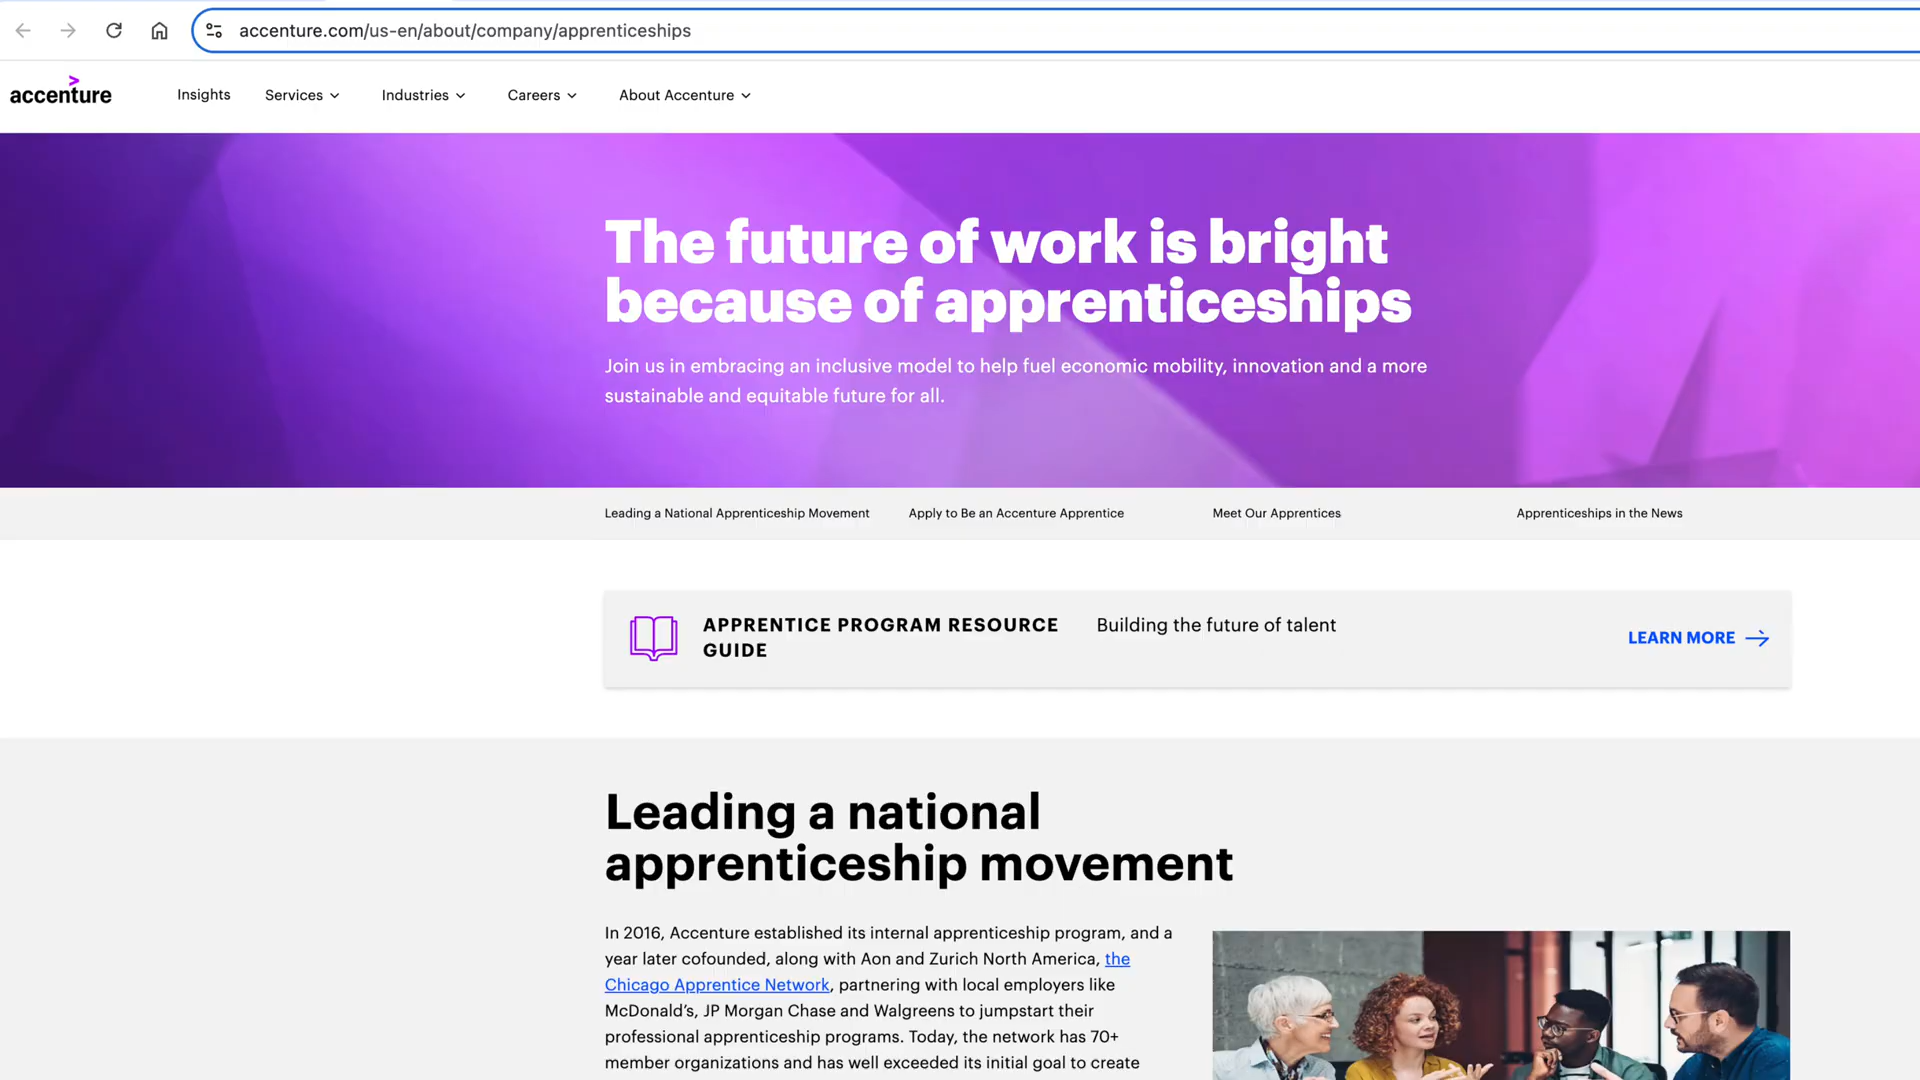 accenture.com/us-en/about/company/apprenticeships
accenture
Insights
Services
Industries
Careers
About Accenture
The future of work is bright
because of apprenticeships
Join us in embracing an inclusive model to help fuel economic mobility, innovation and a more
sustainable and equitable future for all.
Leading a National Apprenticeship Movement
Apply to Be an Accenture Apprentice
Meet Our Apprentices
Apprenticeships in the News
APPRENTICE PROGRAM RESOURCE
GUIDE
Building the future of talent
LEARN MORE
Leading a national
apprenticeship movement
In 2016, Accenture established its internal apprenticeship program, and a
year later cofounded, along with Aon and Zurich North America, the
Chicago Apprentice Network, partnering with local employers like
McDonald’s, JP Morgan Chase and Walgreens to jumpstart their
professional apprenticeship programs. Today, the network has 70+
member organizations and has well exceeded its initial goal to create